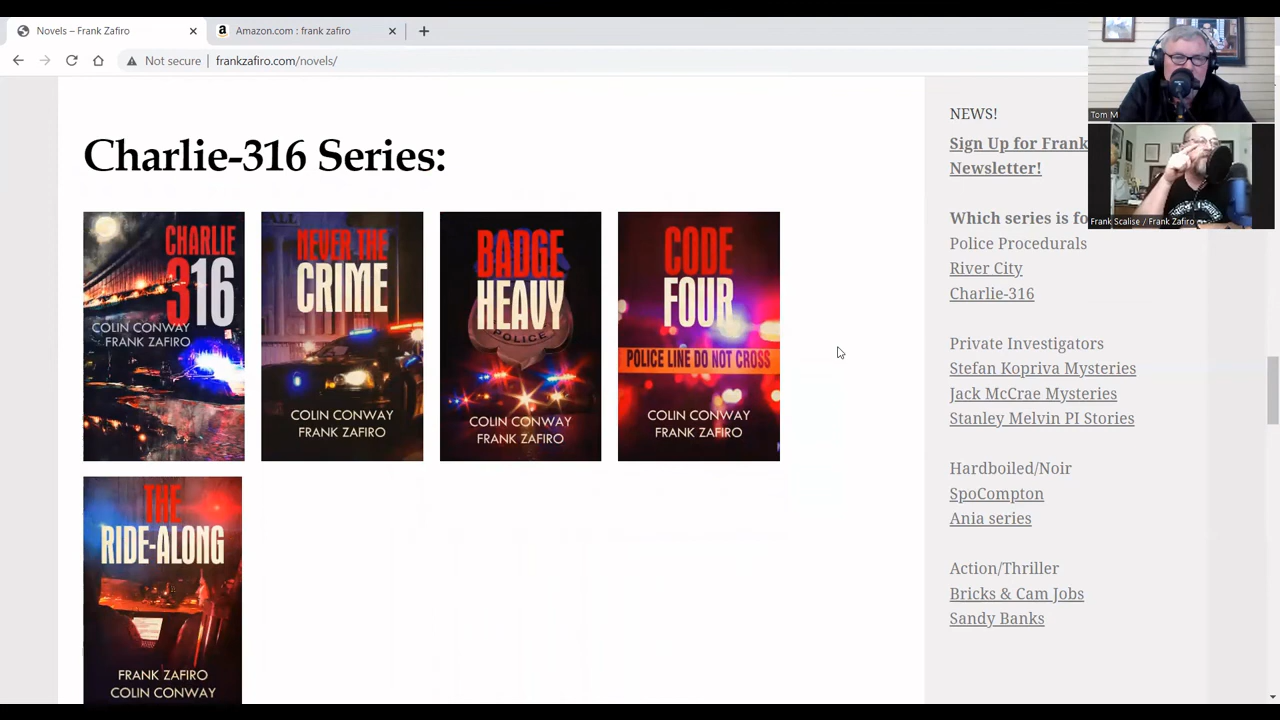 Novels – Frank Zafiro
Amazon.com : frank zafiro
Not secure
frankzafiro.com/novels/
Charlie-316 Series:
CHARLIE
316
COLIN CONWAY
FRANK ZAFIRO
NEVER THE
CRIME
COLIN CONWAY
FRANK ZAFIRO
BADGE
HEAVY
POLICE
COLIN CONWAY
FRANK ZAFIRO
CODE
FOUR
POLICE LINE DO NOT CROSS
COLIN CONWAY
FRANK ZAFIRO
THE
RIDE-ALONG
FRANK ZAFIRO
COLIN CONWAY
NEWS!
Sign Up for Frank
Newsletter!
Which series is fo
Police Procedurals
River City
Charlie-316
Private Investigators
Stefan Kopriva Mysteries
Jack McCrae Mysteries
Stanley Melvin PI Stories
Hardboiled/Noir
SpoCompton
Ania series
Action/Thriller
Bricks & Cam Jobs
Sandy Banks
Tom M
Frank Scalise / Frank Zafiro